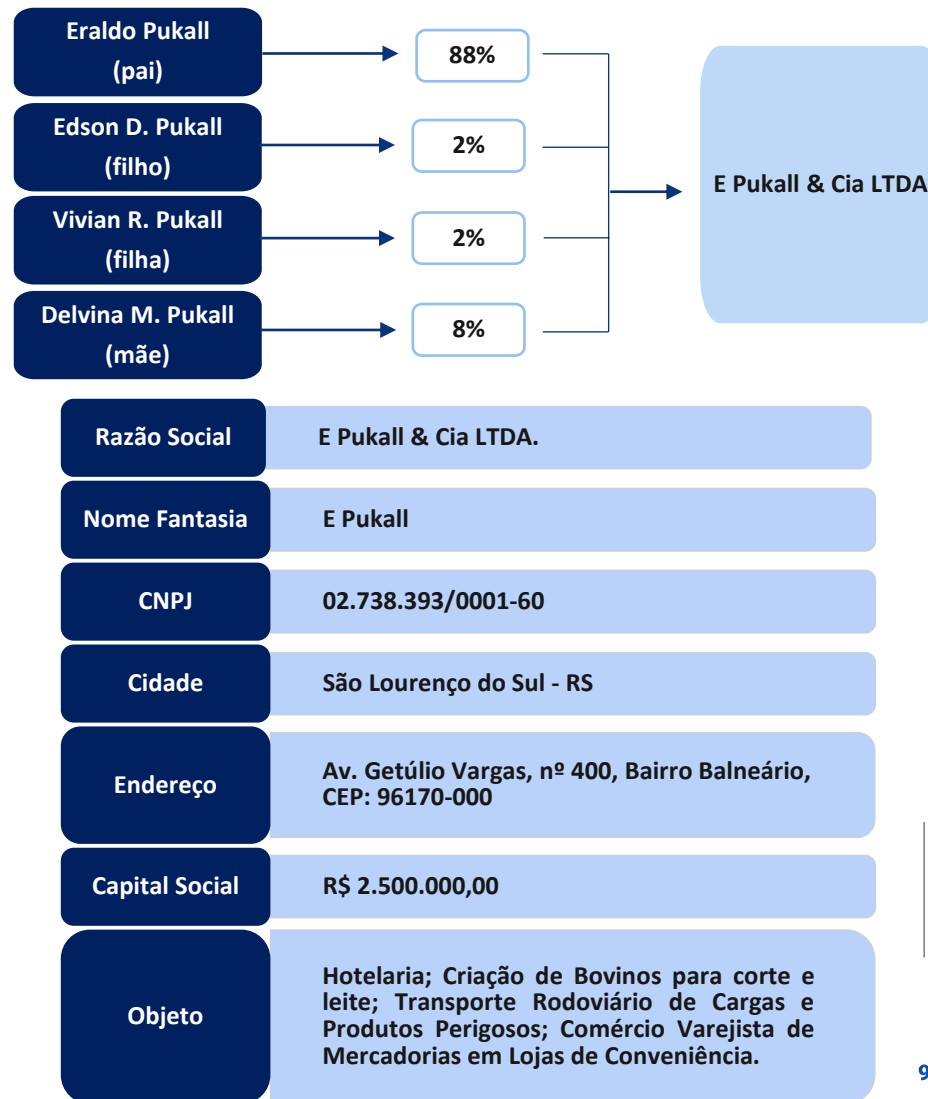 Eraldo Pukall
(pai)
88%
Edson D. Pukall
(filho)
2%
Vivian R. Pukall
(filha)
2%
Delvina M. Pukall
(mãe)
8%
E Pukall & Cia LTDA
Razão Social
E Pukall & Cia LTDA.
Nome Fantasia
E Pukall
CNPJ
02.738.393/0001-60
Cidade
São Lourenço do Sul - RS
Endereço
Av. Getúlio Vargas, nº 400, Bairro Balneário,
CEP: 96170-000
Capital Social
R$ 2.500.000,00
Objeto
Hotelaria; Criação de Bovinos para corte e
leite; Transporte Rodoviário de Cargas e
Produtos Perigosos; Comércio Varejista de
Mercadorias em Lojas de Conveniência.
9